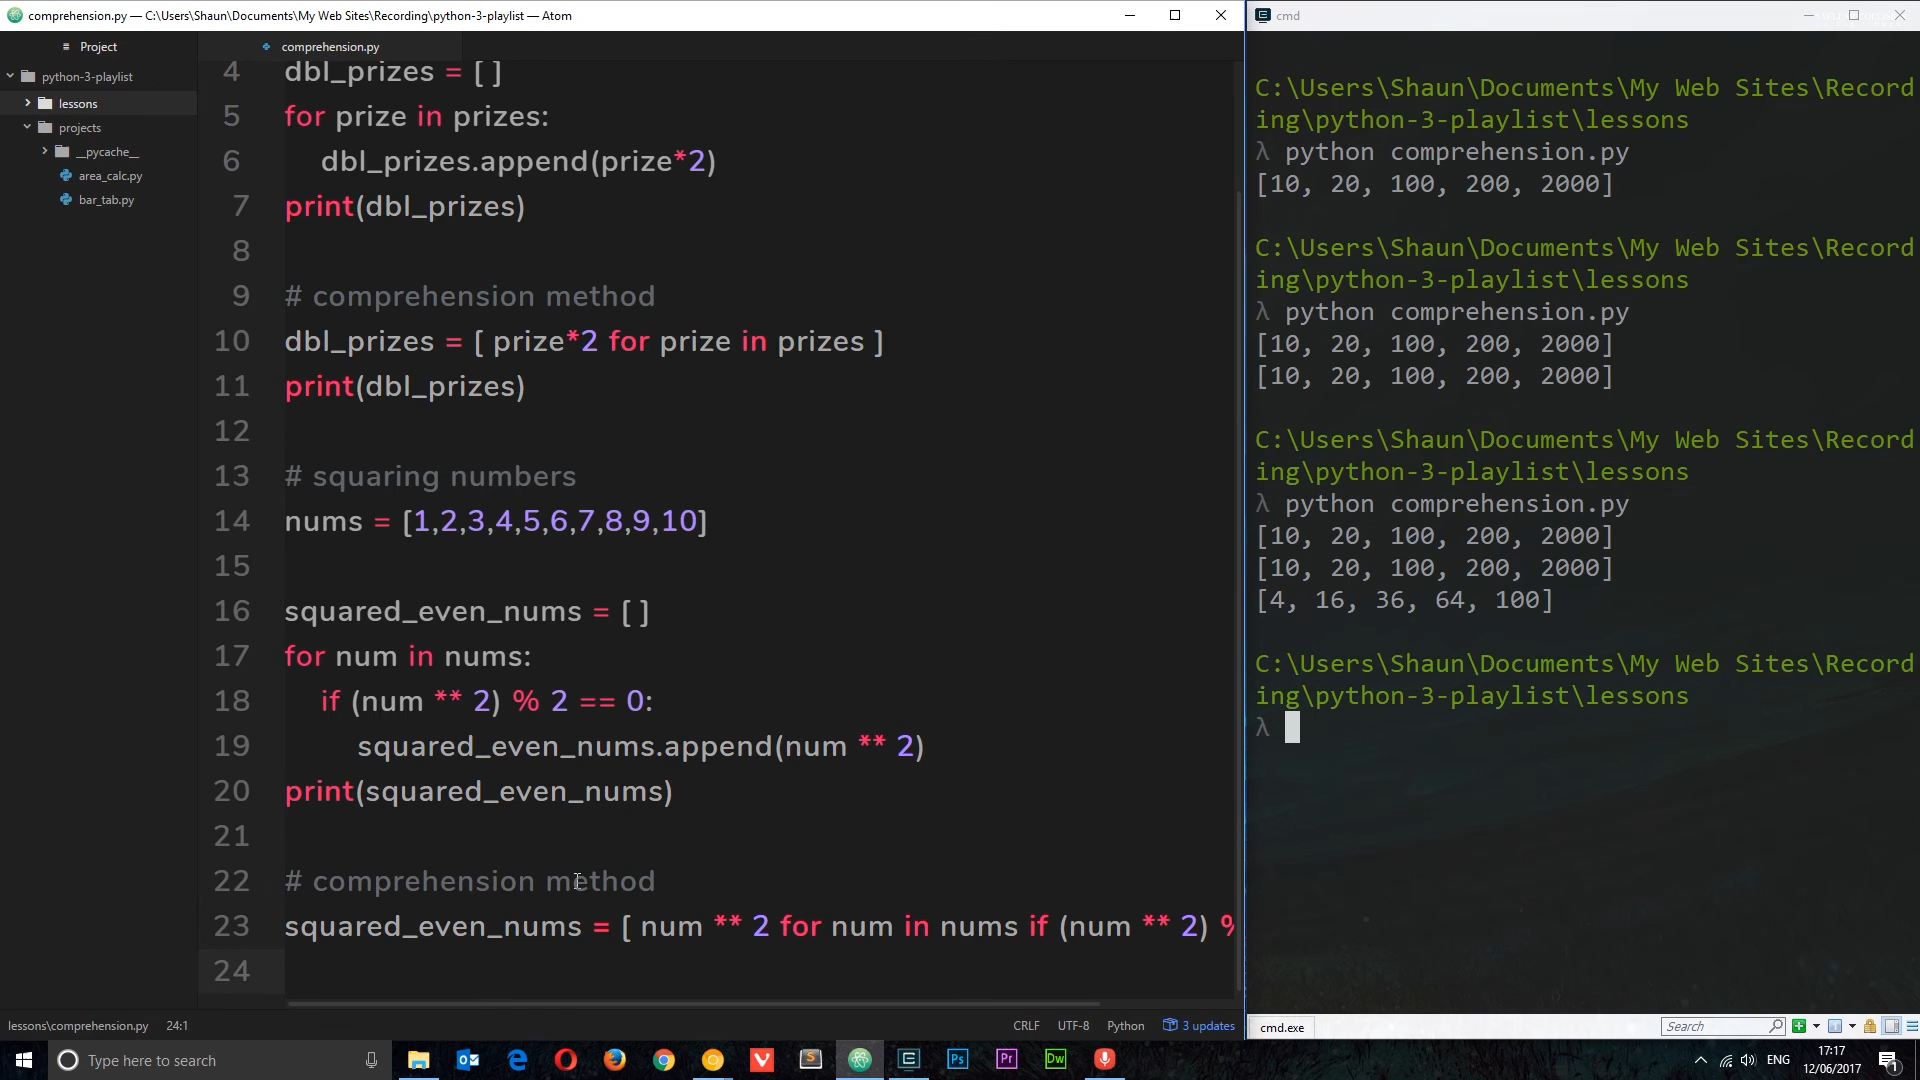 comprehension.py — C:\Users\Shaun\Documents\My Web Sites\Recording\python-3-playlist — Atom
Project
python-3-playlist
lessons
projects
__pycache__
area_calc.py
bar_tab.py
comprehension.py
4 dbl_prizes = []
5 for prize in prizes:
6 dbl_prizes.append(prize*2)
7 print(dbl_prizes)
8
9 # comprehension method
10 dbl_prizes = [ prize*2 for prize in prizes ]
11 print(dbl_prizes)
12
13 # squaring numbers
14 nums = [1,2,3,4,5,6,7,8,9,10]
15
16 squared_even_nums = []
17 for num in nums:
18 if (num ** 2) % 2 == 0:
19 squared_even_nums.append(num ** 2)
20 print(squared_even_nums)
21
22 # comprehension method
23 squared_even_nums = [ num ** 2 for num in nums if (num ** 2) %
24
lessons\comprehension.py 24:1
CRLF UTF-8 Python 3 updates
cmd
C:\Users\Shaun\Documents\My Web Sites\Record
ing\python-3-playlist\lessons
λ python comprehension.py
[10, 20, 100, 200, 2000]
C:\Users\Shaun\Documents\My Web Sites\Record
ing\python-3-playlist\lessons
λ python comprehension.py
[10, 20, 100, 200, 2000]
[10, 20, 100, 200, 2000]
C:\Users\Shaun\Documents\My Web Sites\Record
ing\python-3-playlist\lessons
λ python comprehension.py
[10, 20, 100, 200, 2000]
[10, 20, 100, 200, 2000]
[4, 16, 36, 64, 100]
C:\Users\Shaun\Documents\My Web Sites\Record
ing\python-3-playlist\lessons
λ
cmd.exe
Search
Type here to search
Ps
Pr
Dw
ENG
17:17
12/06/2017
1